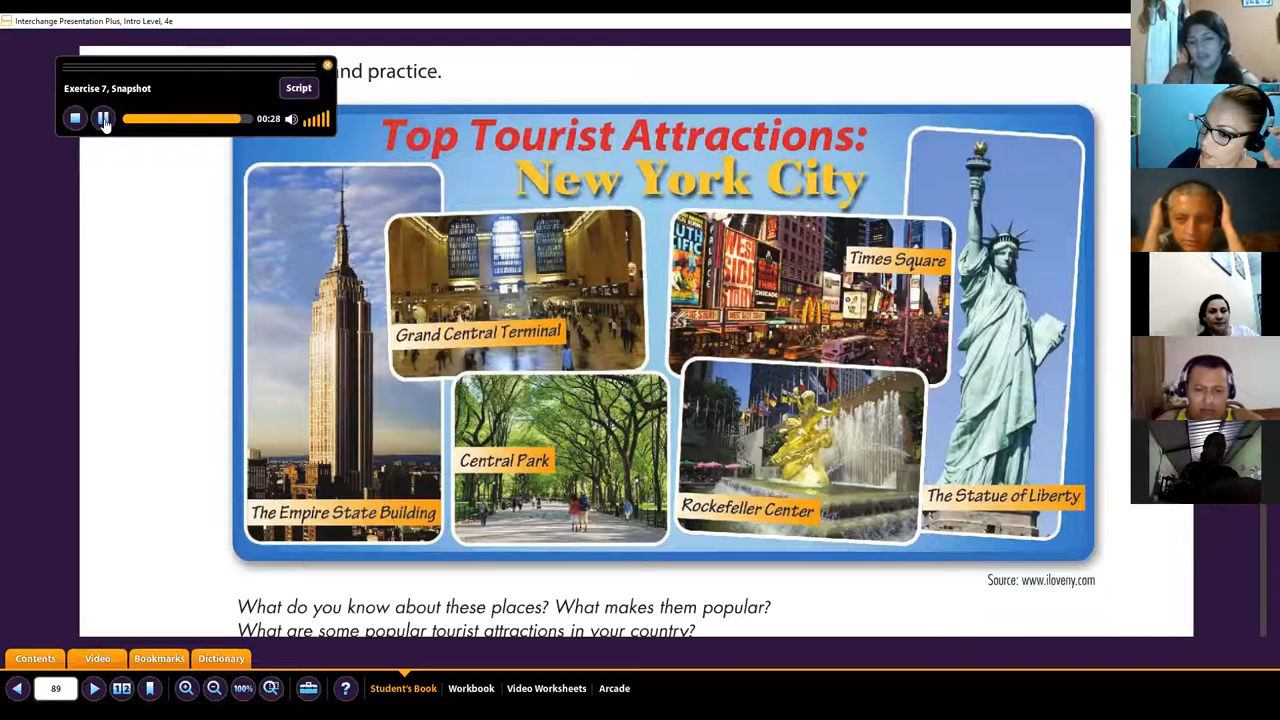 Interchange Presentation Plus, Intro Level, 4e
and practice.
Exercise 7, Snapshot
Script
00:28
Top Tourist Attractions:
New York City
Times Square
Grand Central Terminal
Central Park
The Empire State Building
Rockefeller Center
The Statue of Liberty
Source: www.iloveny.com
What do you know about these places? What makes them popular?
What are some popular tourist attractions in your country?
Contents
Video
Bookmarks
Dictionary
89
100%
Student's Book
Workbook
Video Worksheets
Arcade